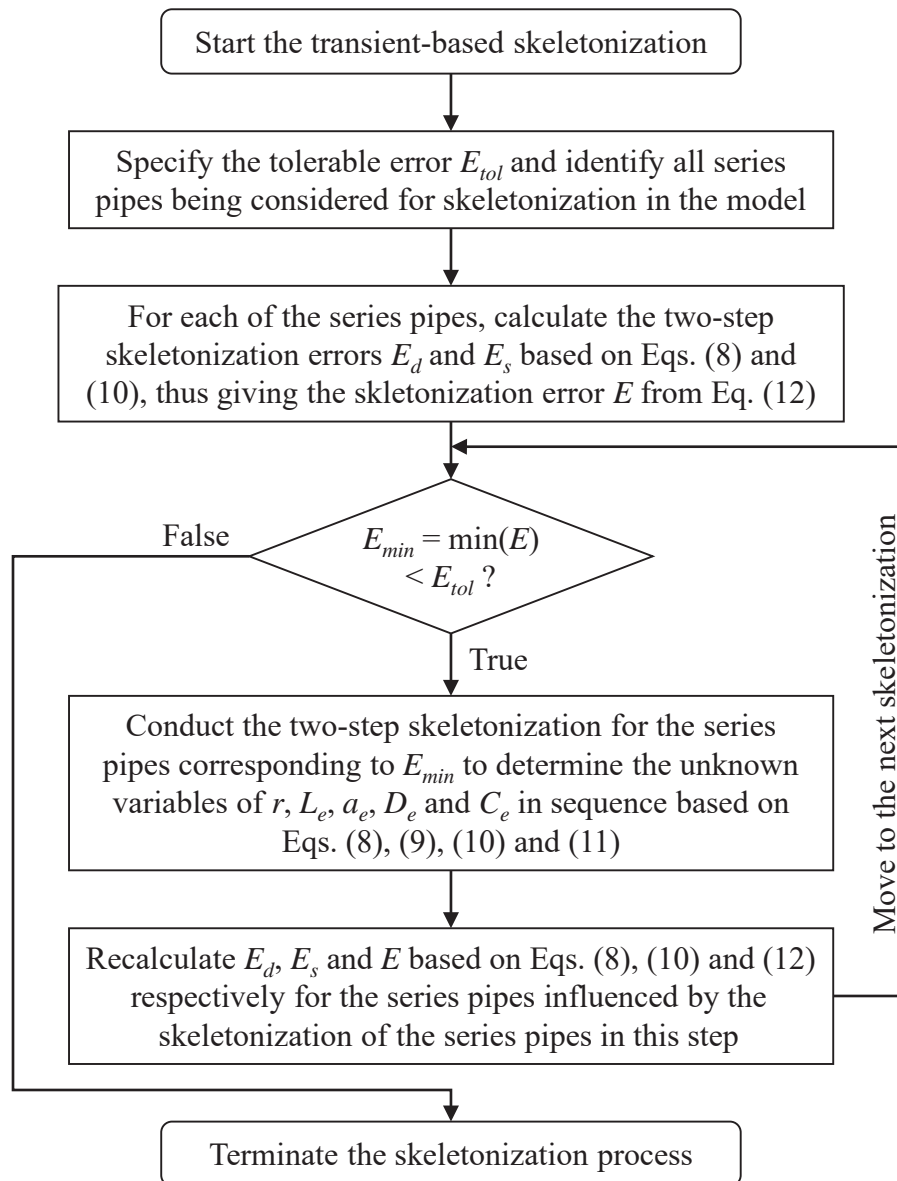 Start the transient-based skeletonization
Specify the tolerable error E_tol and identify all series
pipes being considered for skeletonization in the model
For each of the series pipes, calculate the two-step
skeletonization errors E_d and E_s based on Eqs. (8) and
(10), thus giving the skletonization error E from Eq. (12)
False
E_min = min(E)
< E_tol ?
True
Conduct the two-step skeletonization for the series
pipes corresponding to E_min to determine the unknown
variables of r, L_e, a_e, D_e and C_e in sequence based on
Eqs. (8), (9), (10) and (11)
Move to the next skeletonization
Recalculate E_d, E_s and E based on Eqs. (8), (10) and (12)
respectively for the series pipes influenced by the
skeletonization of the series pipes in this step
Terminate the skeletonization process